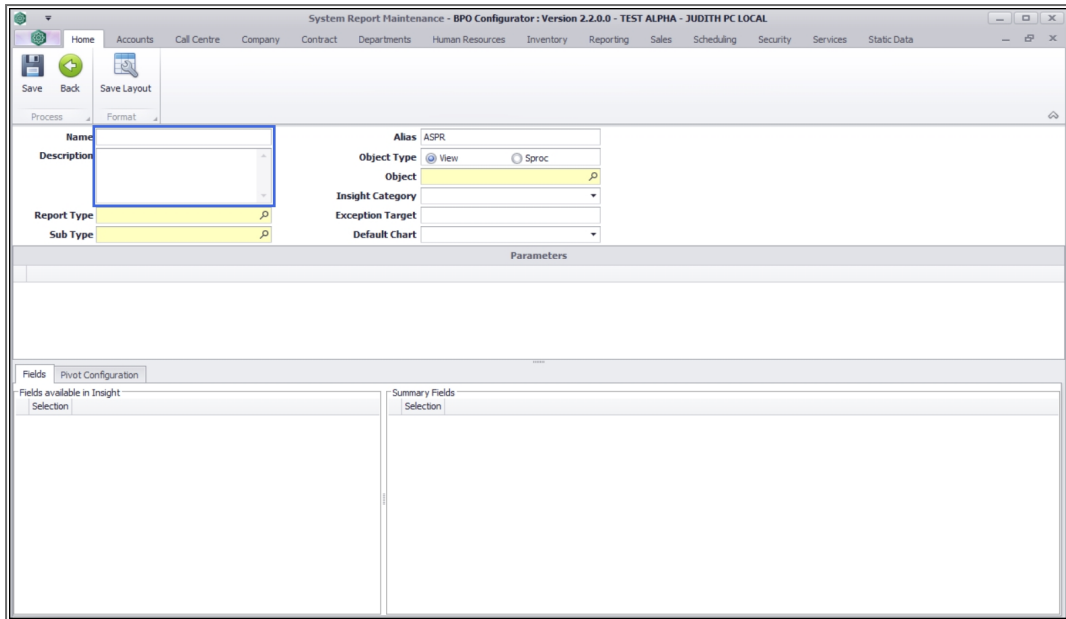 System Report Maintenance - BPO Configurator : Version 2.2.0.0 - TEST ALPHA - JUDITH PC LOCAL
Home Accounts Call Centre Company Contract Departments Human Resources Inventory Reporting Sales Scheduling Security Services Static Data
Save Back Save Layout
Process Format
Name Alias ASPR
Description Object Type View Sproc
Object
Insight Category
Report Type Exception Target
Sub Type Default Chart
Parameters
Fields Pivot Configuration
Fields available in Insight Summary Fields
Selection Selection